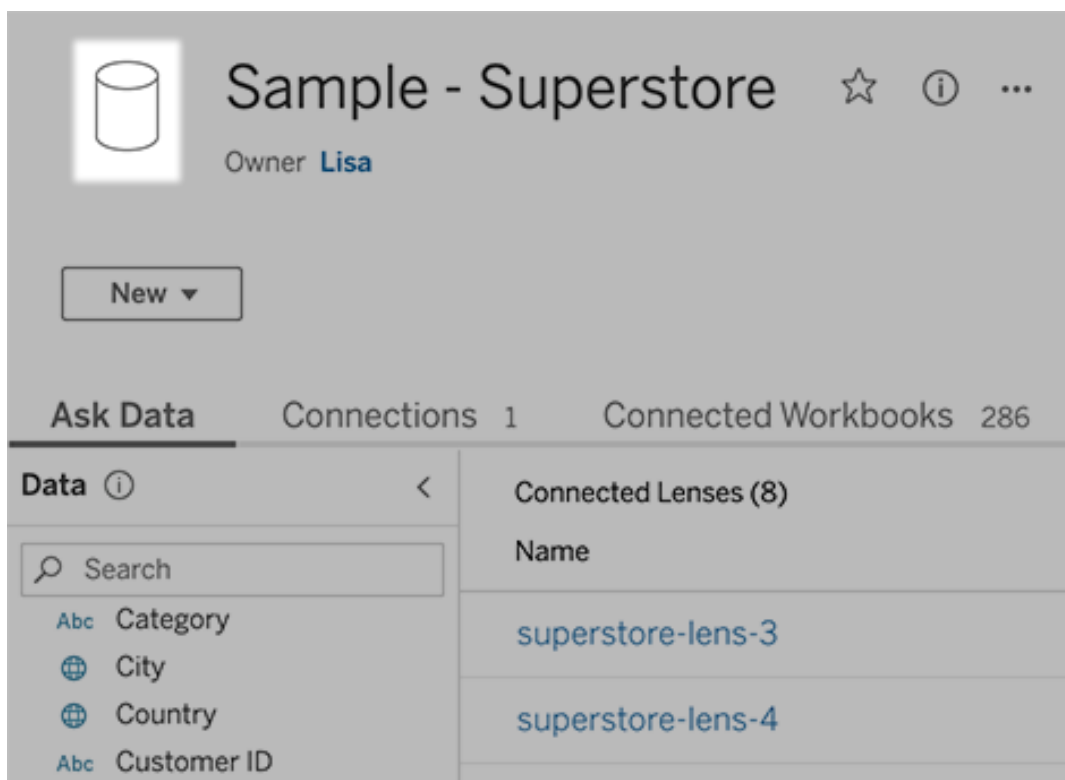 Sample - Superstore
Owner Lisa
New
Ask Data Connections 1 Connected Workbooks 286
Data
Search
Abc Category
City
Country
Abc Customer ID
Connected Lenses (8)
Name
superstore-lens-3
superstore-lens-4